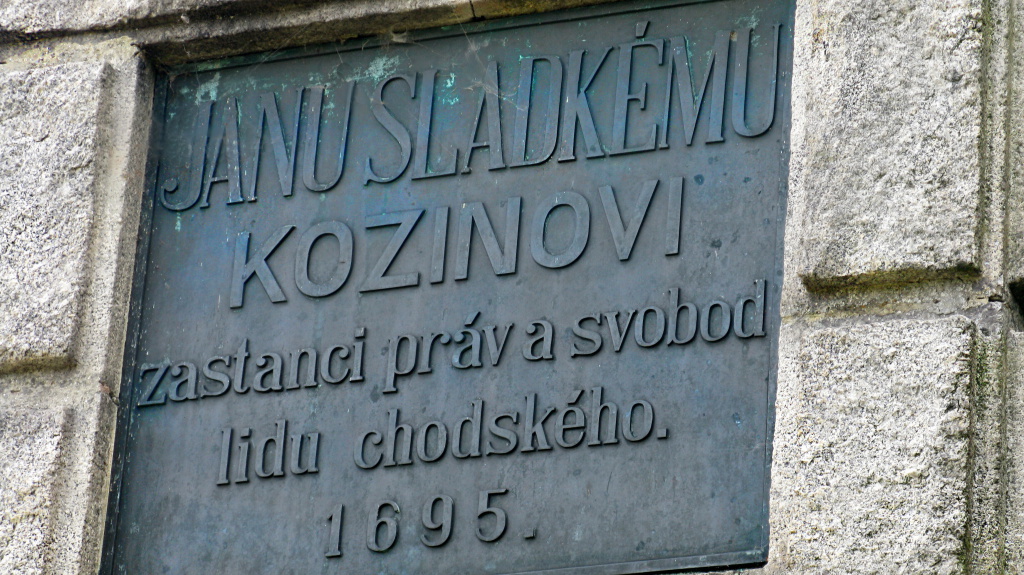 JANU SLADKÉMU
KOZINOVI
zastanci práv a svobod
lidu chodského.
1695.